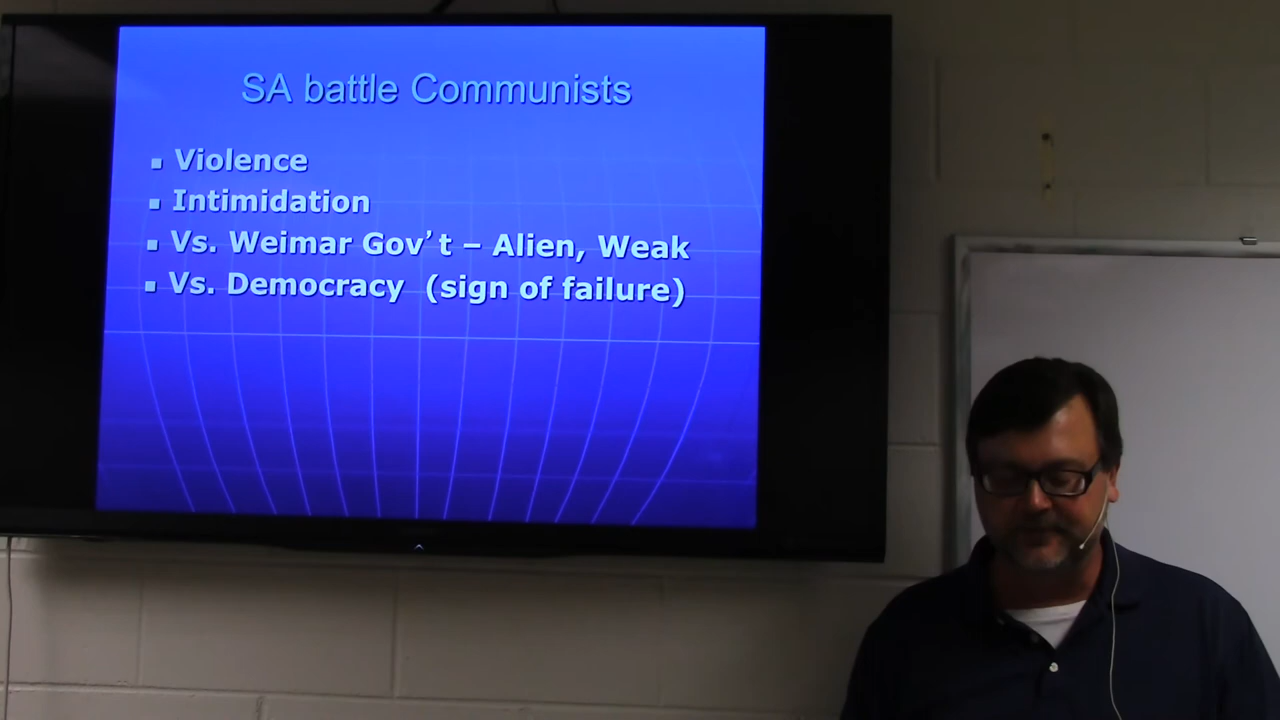 SA battle Communists
▪ Violence
▪ Intimidation
▪ Vs. Weimar Gov’t – Alien, Weak
▪ Vs. Democracy (sign of failure)